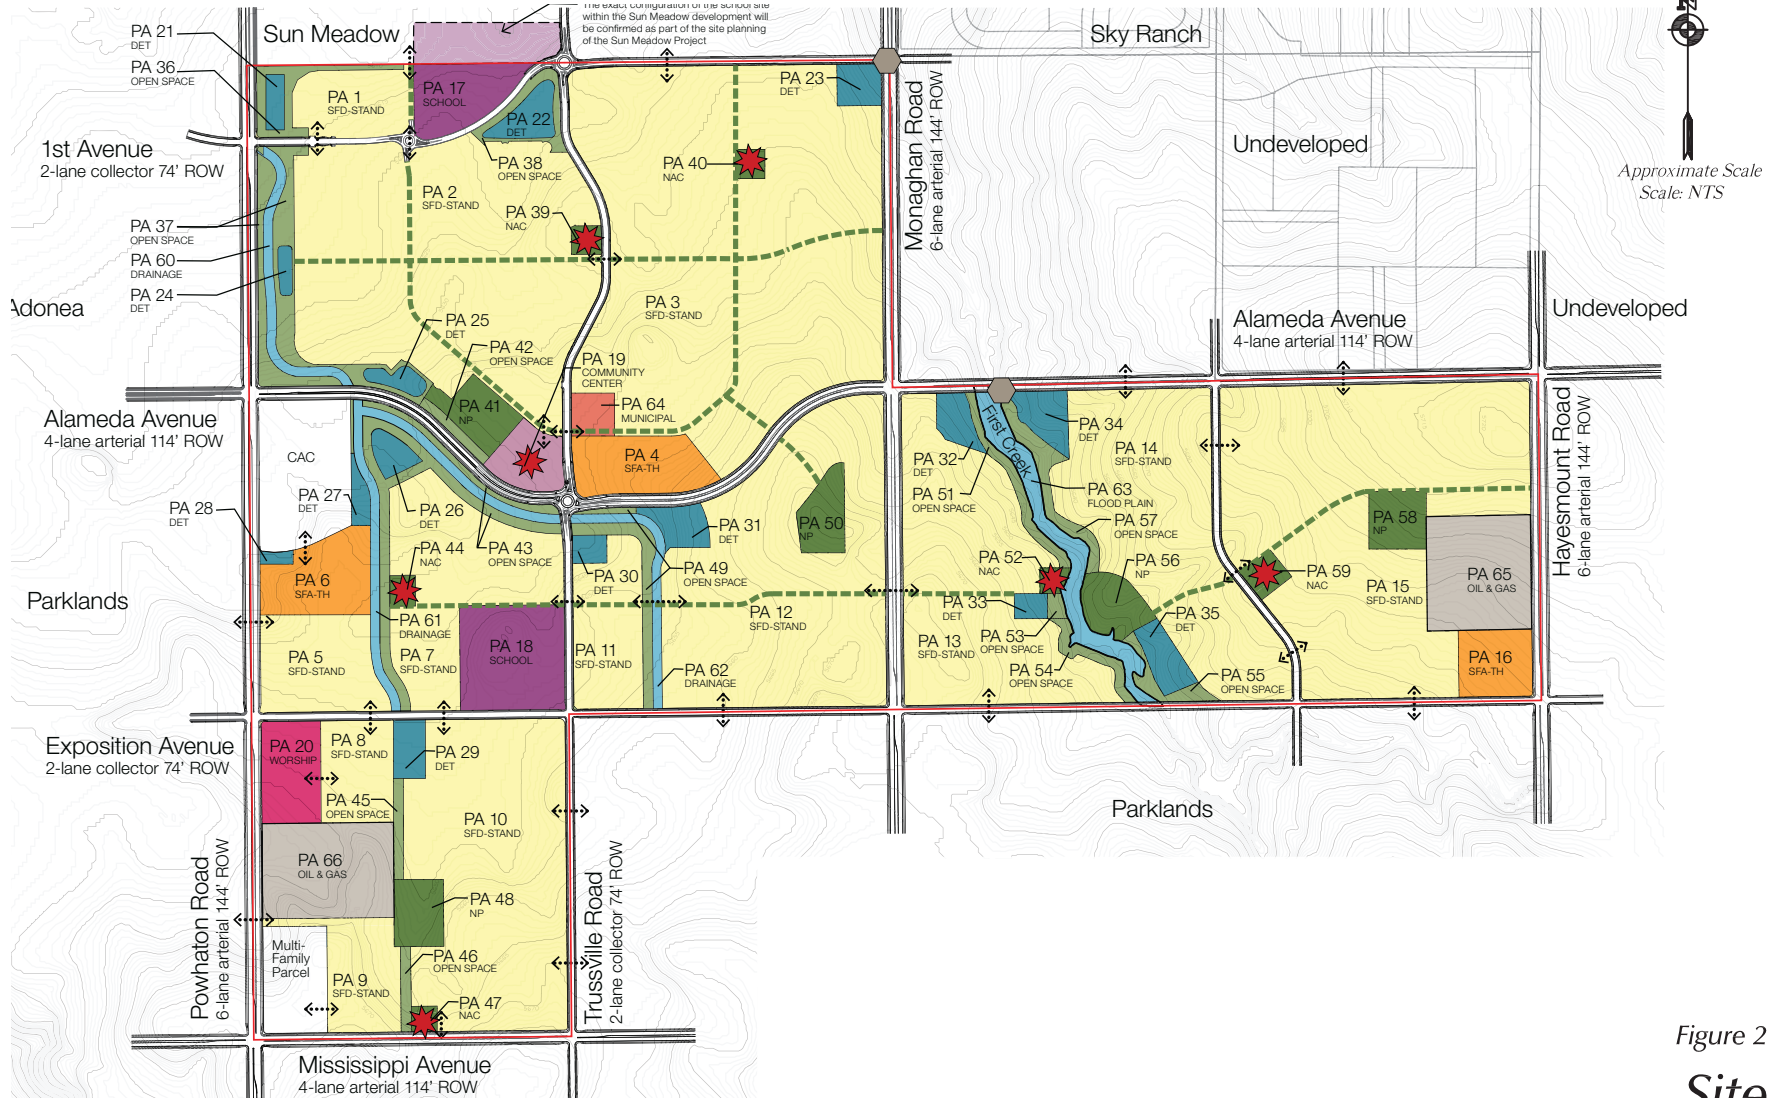 The exact configuration of the school site
within the Sun Meadow development will
be confirmed as part of the site planning
of the Sun Meadow Project
Sun Meadow
Sky Ranch
PA 21
DET
PA 36
OPEN SPACE
PA 1
SFD-STAND
PA 17
SCHOOL
PA 22
DET
PA 23
DET
1st Avenue
2-lane collector 74' ROW
PA 38
OPEN SPACE
PA 40
NAC
Monaghan Road
6-lane arterial 144' ROW
Undeveloped
Approximate Scale
Scale: NTS
PA 2
SFD-STAND
PA 39
NAC
PA 37
OPEN SPACE
PA 60
DRAINAGE
PA 24
DET
Adonea
PA 3
SFD-STAND
PA 25
DET
PA 42
OPEN SPACE
PA 19
COMMUNITY
CENTER
Alameda Avenue
4-lane arterial 114' ROW
Undeveloped
Alameda Avenue
4-lane arterial 114' ROW
PA 41
NP
PA 64
MUNICIPAL
PA 4
SFA-TH
CAC
PA 27
DET
PA 28
DET
PA 26
DET
PA 43
OPEN SPACE
PA 44
NAC
PA 31
DET
PA 30
DET
PA 49
OPEN SPACE
PA 50
NP
First Creek
PA 32
DET
PA 51
OPEN SPACE
PA 34
DET
PA 14
SFD-STAND
PA 63
FLOOD PLAIN
PA 57
OPEN SPACE
PA 52
NAC
PA 56
NP
PA 58
NP
PA 59
NAC
PA 15
SFD-STAND
PA 65
OIL & GAS
Hayesmount Road
6-lane arterial 144' ROW
Parklands
PA 6
SFA-TH
PA 61
DRAINAGE
PA 5
SFD-STAND
PA 7
SFD-STAND
PA 18
SCHOOL
PA 11
SFD-STAND
PA 12
SFD-STAND
PA 62
DRAINAGE
PA 33
DET
PA 13
SFD-STAND
PA 53
OPEN SPACE
PA 54
OPEN SPACE
PA 35
DET
PA 55
OPEN SPACE
PA 16
SFA-TH
Exposition Avenue
2-lane collector 74' ROW
PA 20
WORSHIP
PA 8
SFD-STAND
PA 29
DET
PA 45
OPEN SPACE
PA 10
SFD-STAND
Parklands
PA 66
OIL & GAS
PA 48
NP
Powhaton Road
6-lane arterial 144' ROW
Trussville Road
2-lane collector 74' ROW
Multi-
Family
Parcel
PA 46
OPEN SPACE
PA 9
SFD-STAND
PA 47
NAC
Mississippi Avenue
4-lane arterial 114' ROW
Figure 2
Site